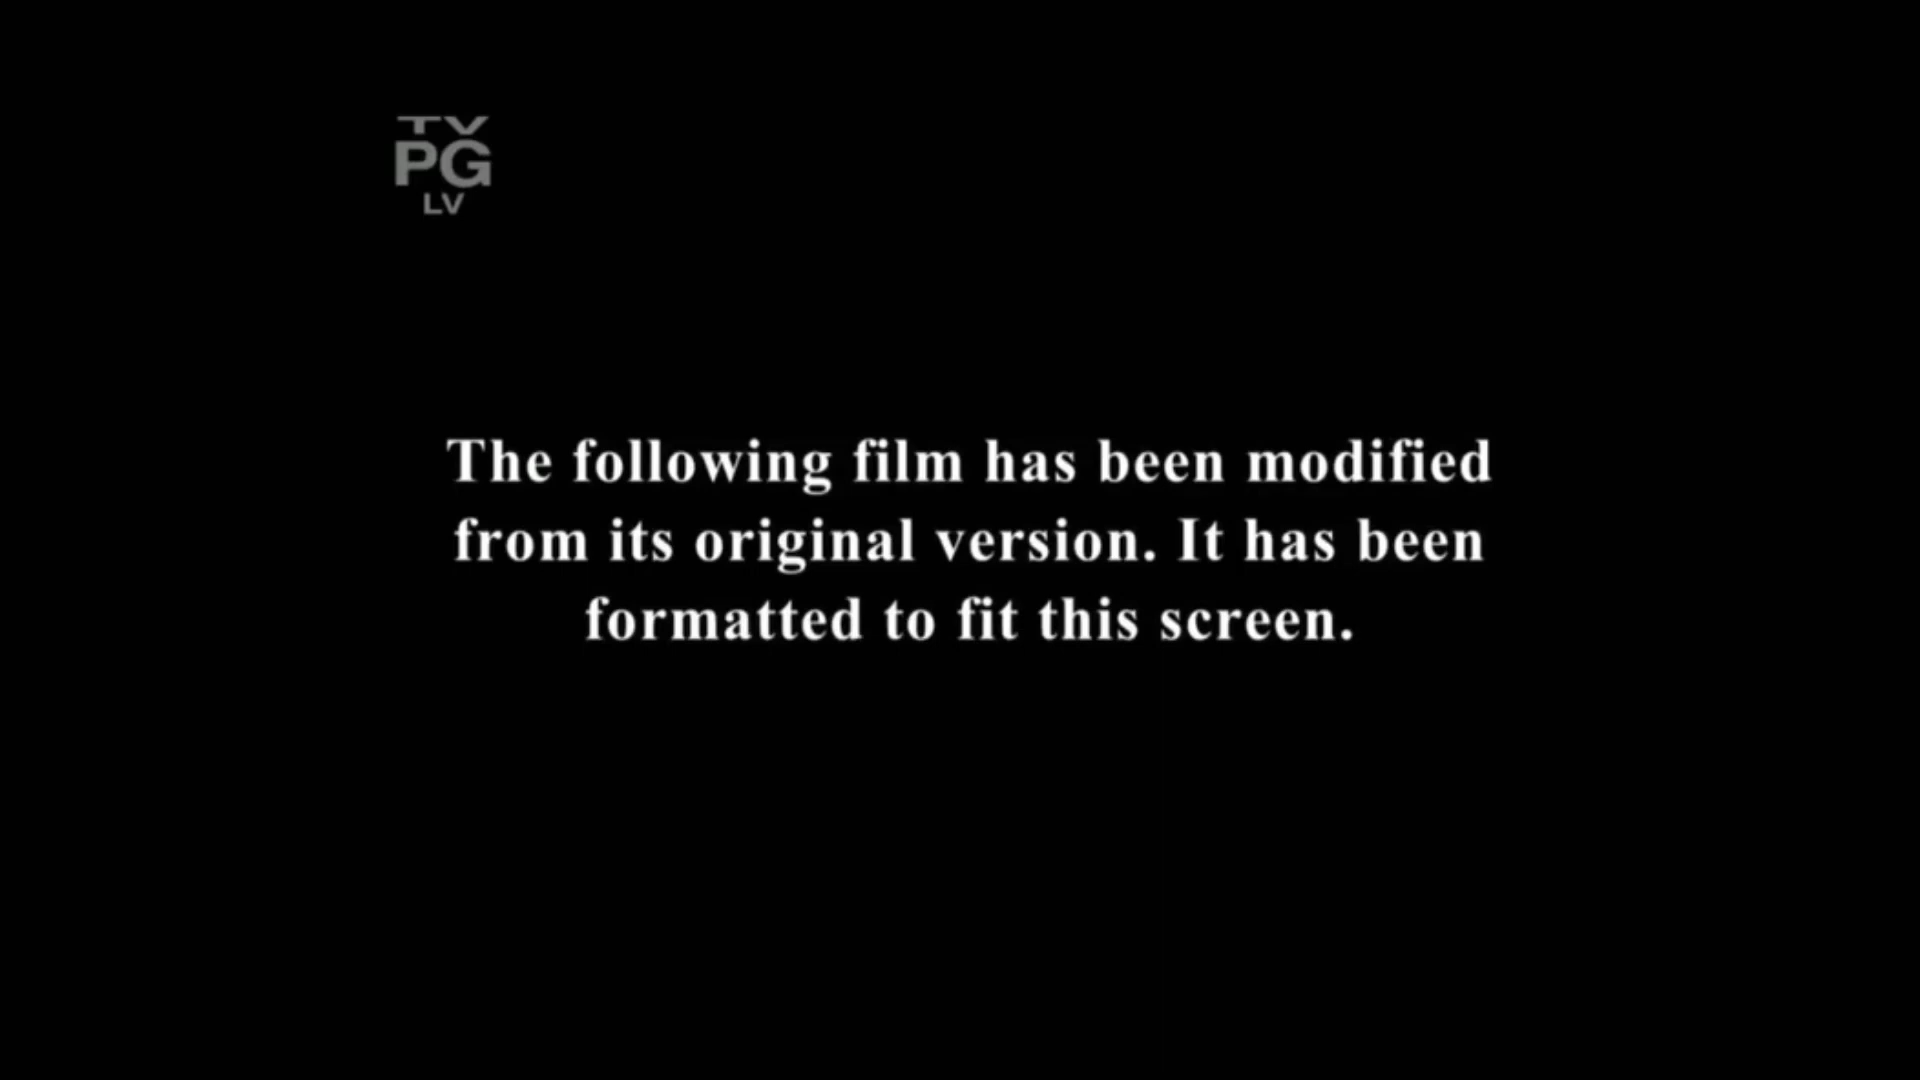 TV
PG
LV
The following film has been modified
from its original version. It has been
formatted to fit this screen.